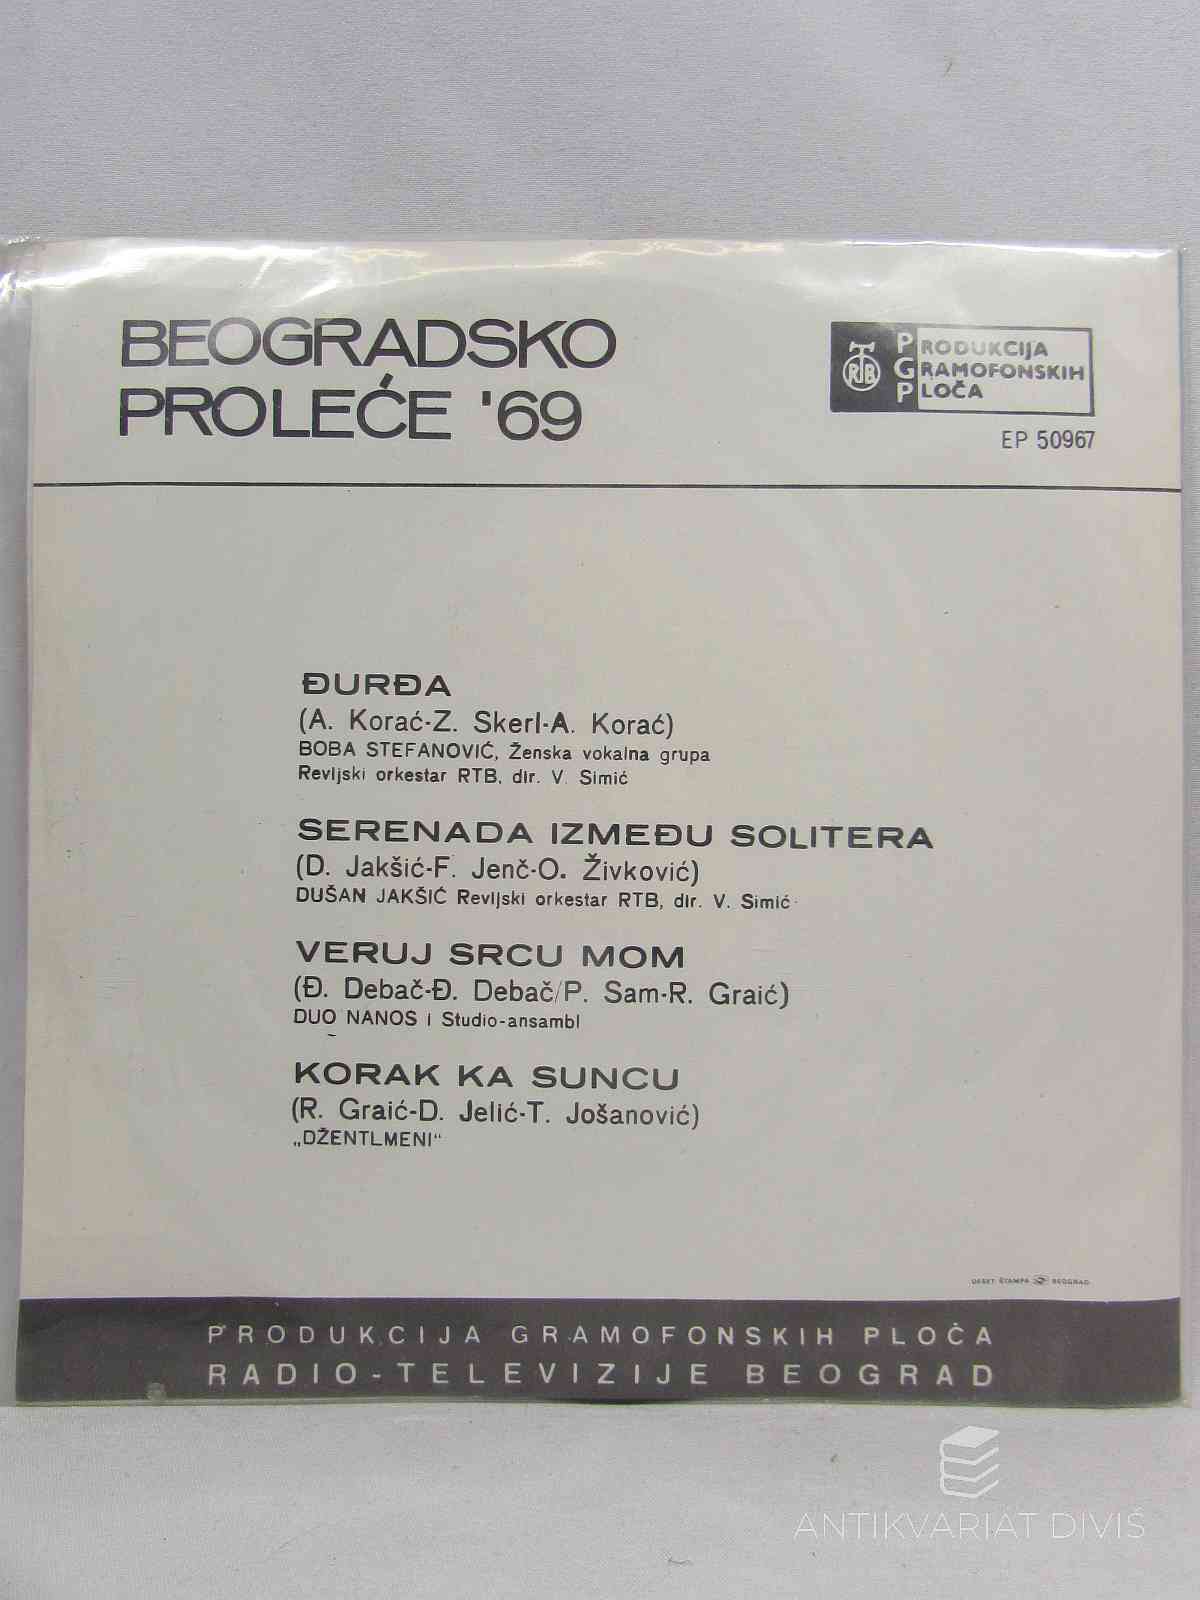 BEOGRADSKO
PROLEĆE '69
PRODUKCIJA
GRAMOFONSKIH
PLOČA
RTB
EP 50967
ĐURĐA
(A. Korać-Z. Skerl-A. Korać)
BOBA STEFANOVIĆ, Ženska vokalna grupa
Revijski orkestar RTB, dir. V. Simić
SERENADA IZMEĐU SOLITERA
(D. Jakšić-F. Jenč-O. Živković)
DUŠAN JAKŠIĆ Revijski orkestar RTB, dir. V. Simić
VERUJ SRCU MOM
(Đ. Debač-Đ. Debač/P. Sam-R. Graić)
DUO NANOS i Studio-ansambl
KORAK KA SUNCU
(R. Graić-D. Jelić-T. Jošanović)
„DŽENTLMENI“
ŠTAMPA BEOGRAD
PRODUKCIJA GRAMOFONSKIH PLOČA
RADIO-TELEVIZIJE BEOGRAD
ANTIKVARIAT DIVIŠ